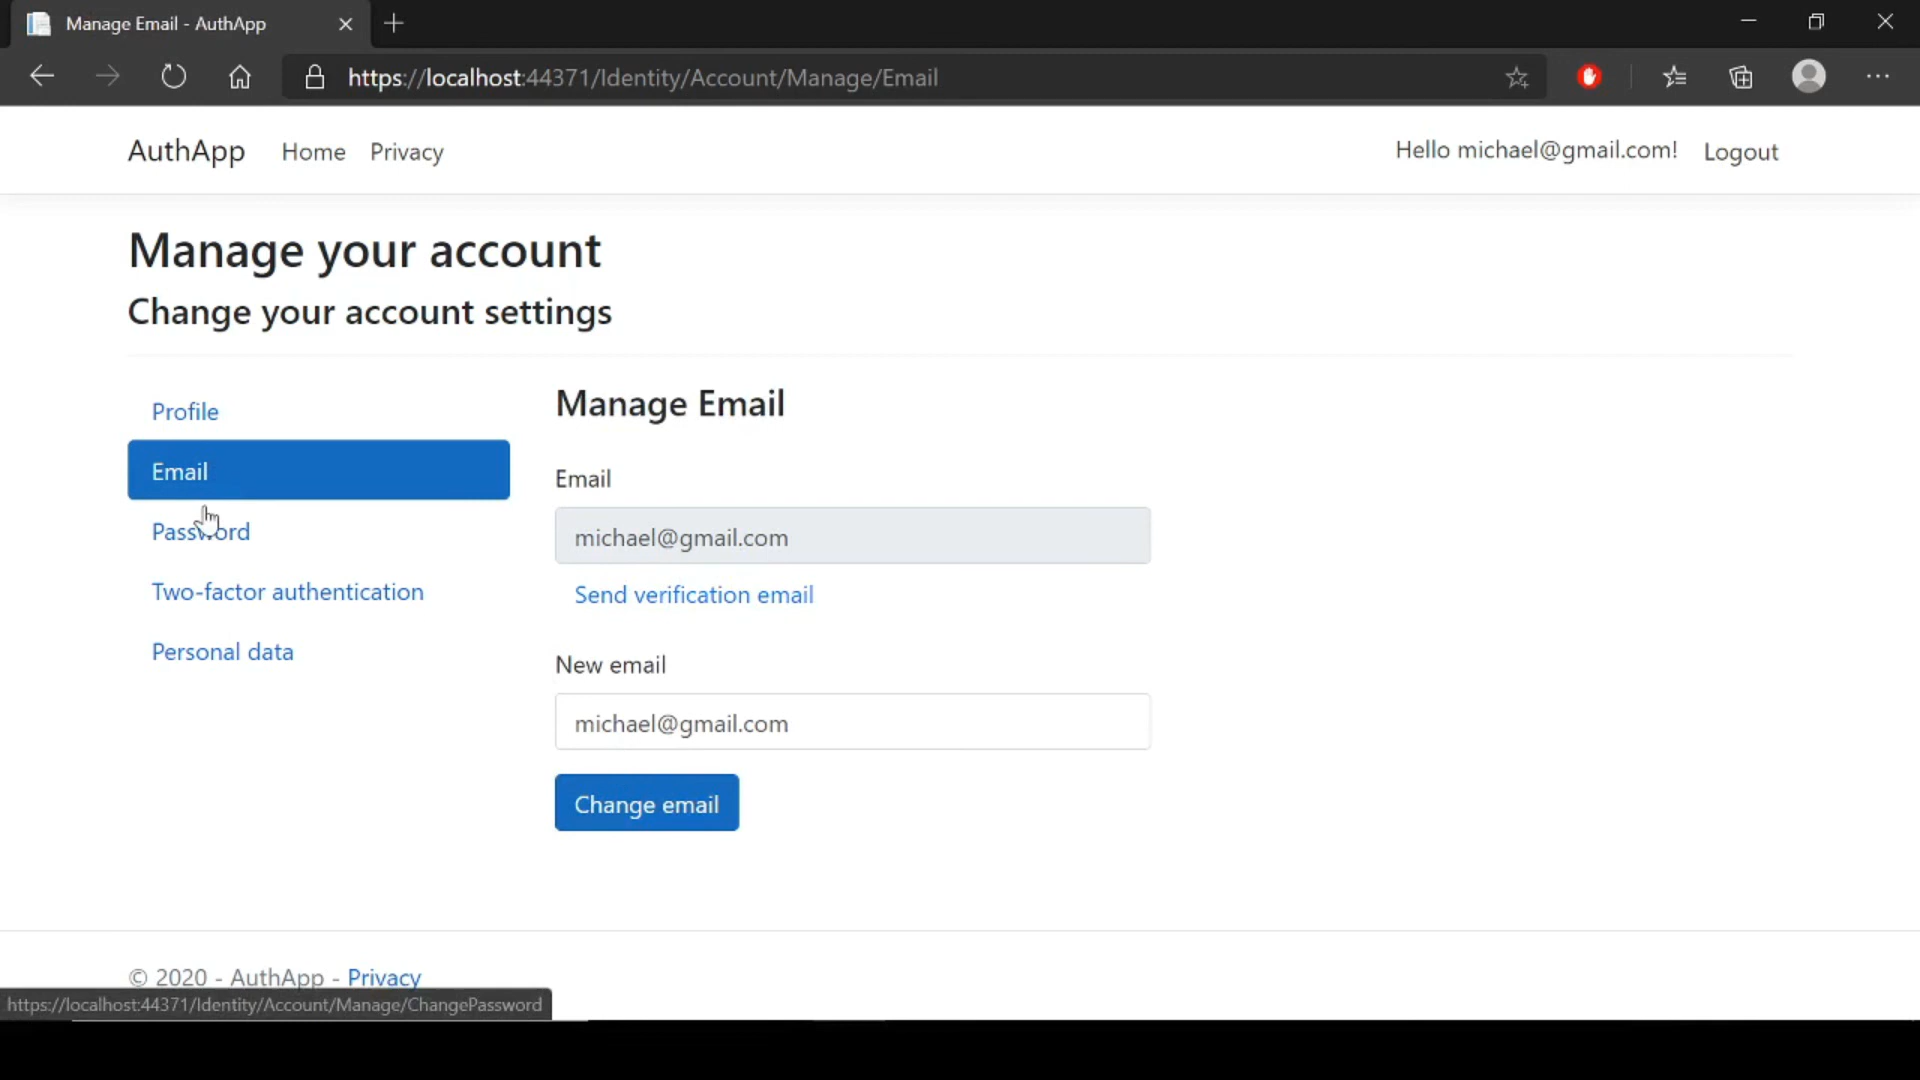 Manage Email - AuthApp
https://localhost:44371/Identity/Account/Manage/Email
AuthApp Home Privacy Hello michael@gmail.com! Logout
Manage your account
Change your account settings
Profile
Email
Password
Two-factor authentication
Personal data
Manage Email
Email
michael@gmail.com
Send verification email
New email
michael@gmail.com
Change email
© 2020 - AuthApp - Privacy
https://localhost:44371/Identity/Account/Manage/ChangePassword